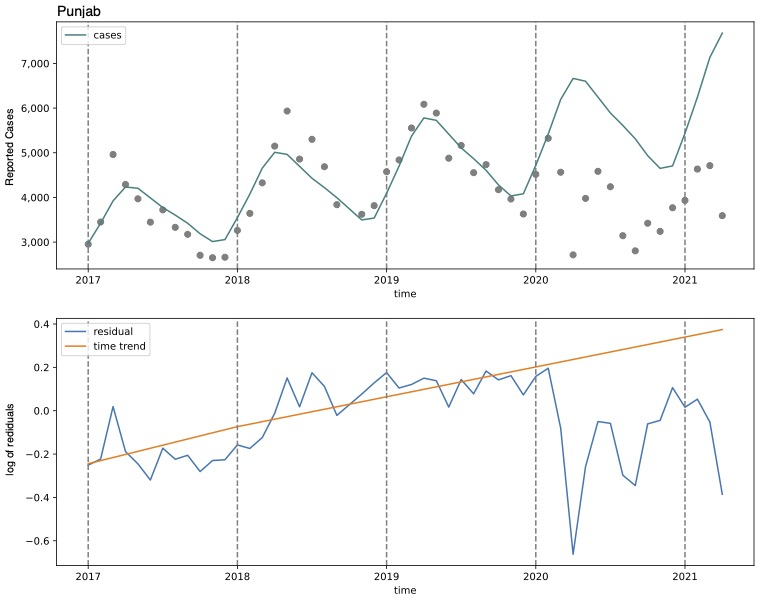 Punjab
cases
Reported Cases
7,000
6,000
5,000
4,000
3,000
2017 2018 2019 2020 2021
time
residual
time trend
log of rediduals
0.4
0.2
0.0
−0.2
−0.4
−0.6
2017 2018 2019 2020 2021
time